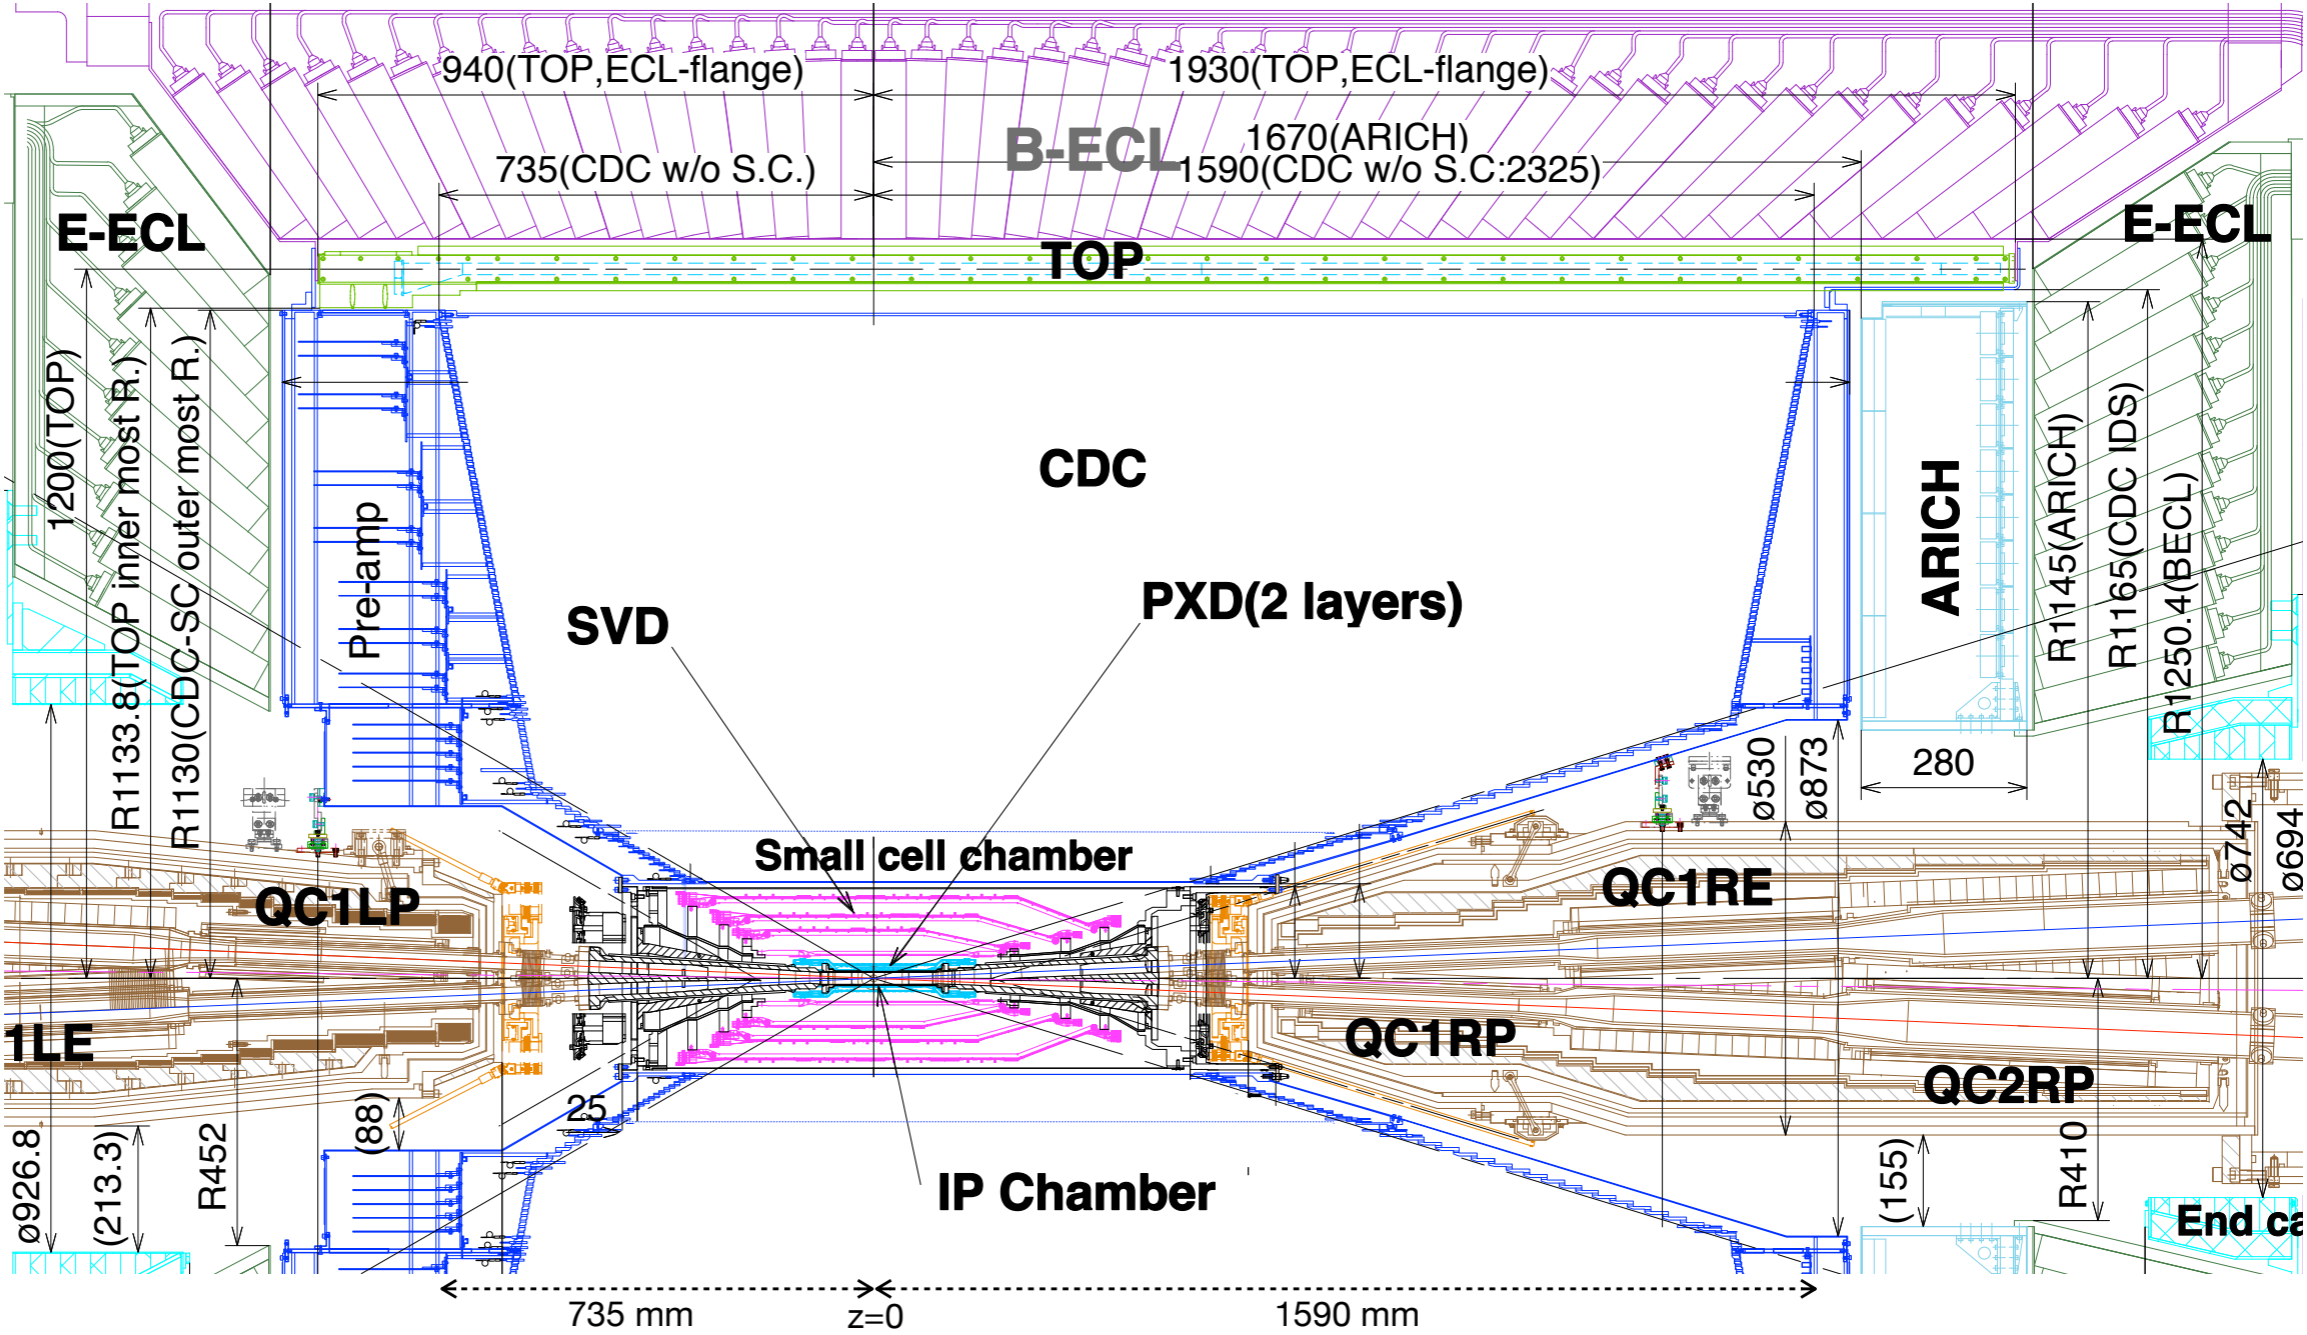 940(TOP,ECL-flange)
1930(TOP,ECL-flange)
B-ECL
1670(ARICH)
735(CDC w/o S.C.)
1590(CDC w/o S.C:2325)
E-ECL
E-ECL
TOP
1200(TOP)
R1133.8(TOP inner most R.)
R1130(CDC-SC outer most R.)
Pre-amp
CDC
ARICH
R1145(ARICH)
R1165(CDC IDS)
R1250.4(BECL)
SVD
PXD(2 layers)
280
ø530
ø873
ø742
ø694
Small cell chamber
QC1LP
QC1RE
1LE
QC1RP
QC2RP
25
(88)
ø926.8
(213.3)
R452
IP Chamber
(155)
R410
End ca
735 mm
z=0
1590 mm